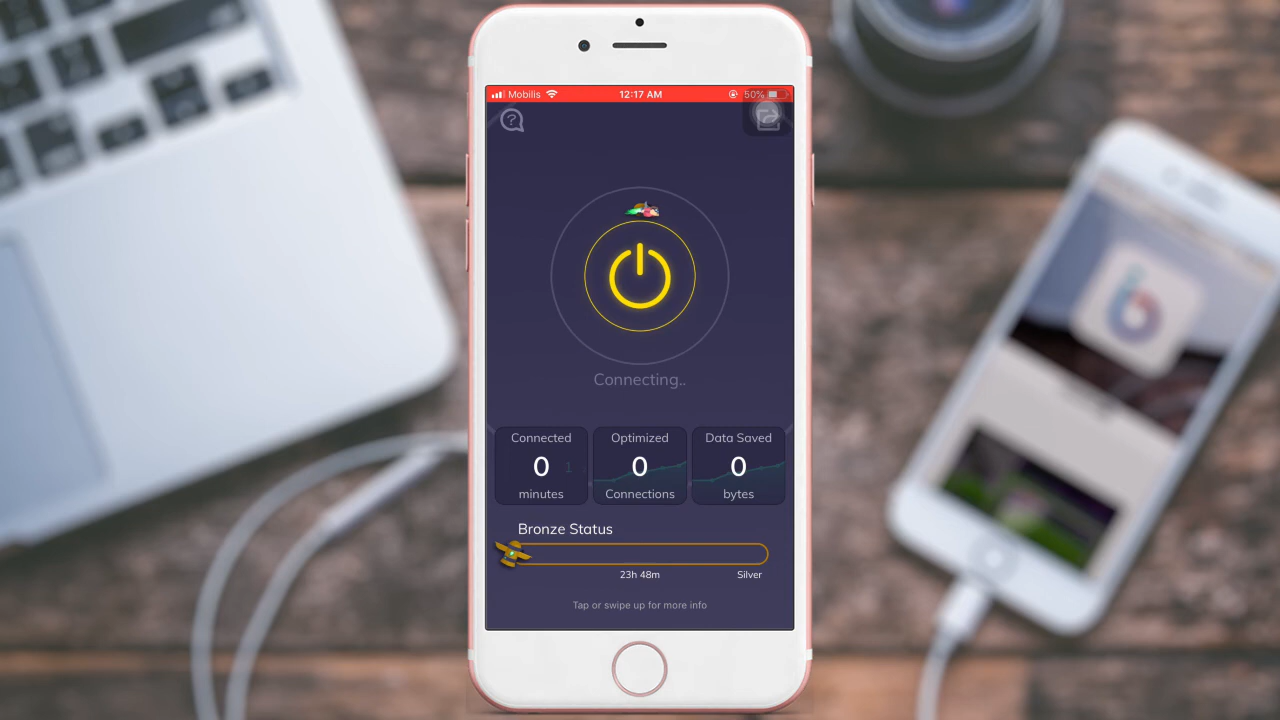 Mobilis 12:17 AM 50%
Connecting..
Connected Optimized Data Saved
0 1 0 0
minutes Connections bytes
Bronze Status
23h 48m Silver
Tap or swipe up for more info